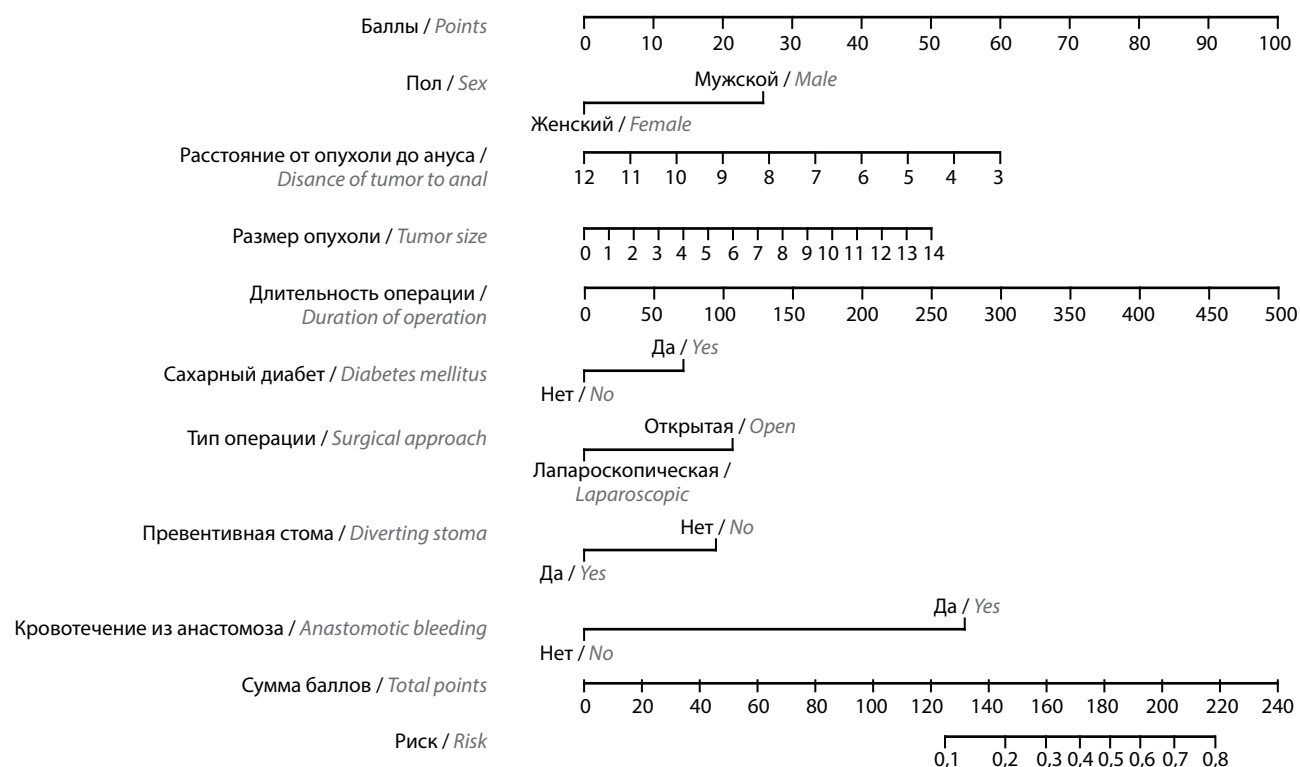 Баллы / Points
0 10 20 30 40 50 60 70 80 90 100
Пол / Sex
Мужской / Male
Женский / Female
Расстояние от опухоли до ануса /
Disance of tumor to anal
12 11 10 9 8 7 6 5 4 3
Размер опухоли / Tumor size
0 1 2 3 4 5 6 7 8 9 10 11 12 13 14
Длительность операции /
Duration of operation
0 50 100 150 200 250 300 350 400 450 500
Да / Yes
Сахарный диабет / Diabetes mellitus
Нет / No
Открытая / Open
Тип операции / Surgical approach
Лапароскопическая /
Laparoscopic
Нет / No
Превентивная стома / Diverting stoma
Да / Yes
Да / Yes
Кровотечение из анастомоза / Anastomotic bleeding
Нет / No
Сумма баллов / Total points
0 20 40 60 80 100 120 140 160 180 200 220 240
Риск / Risk
0,1 0,2 0,3 0,4 0,5 0,6 0,7 0,8